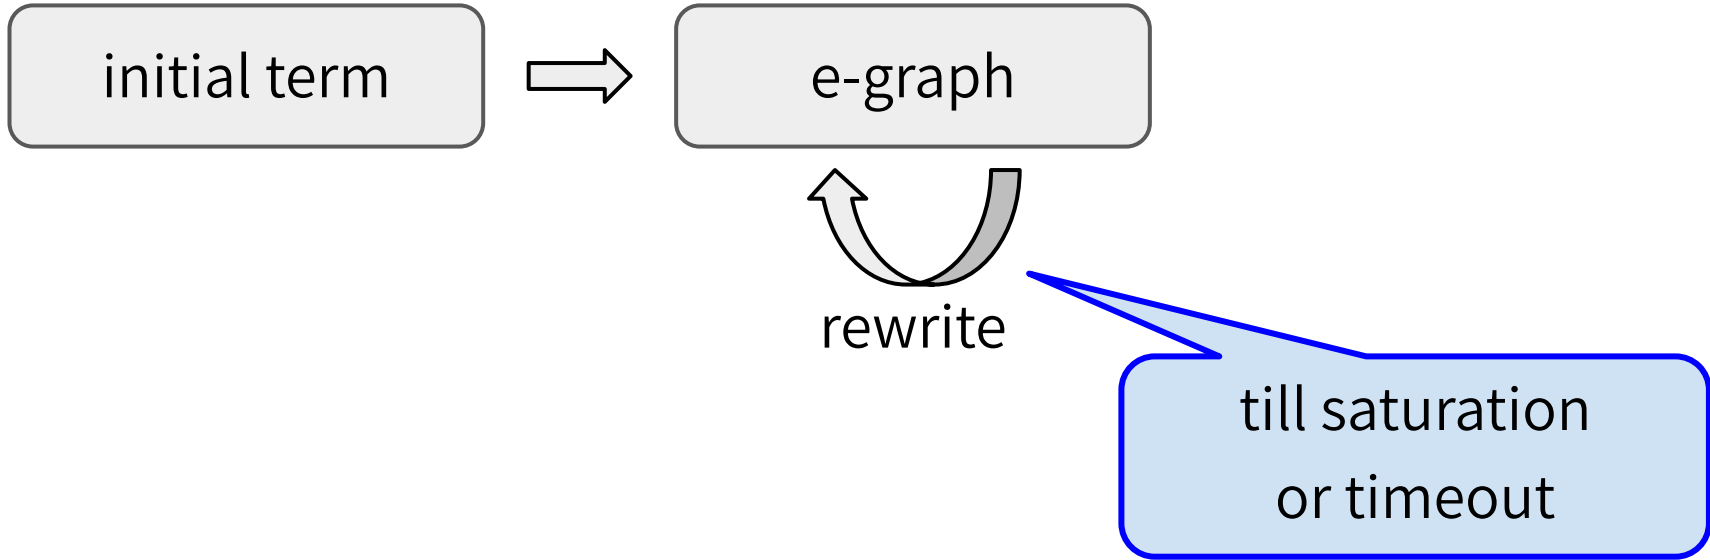 initial term
e-graph
rewrite
till saturation
or timeout